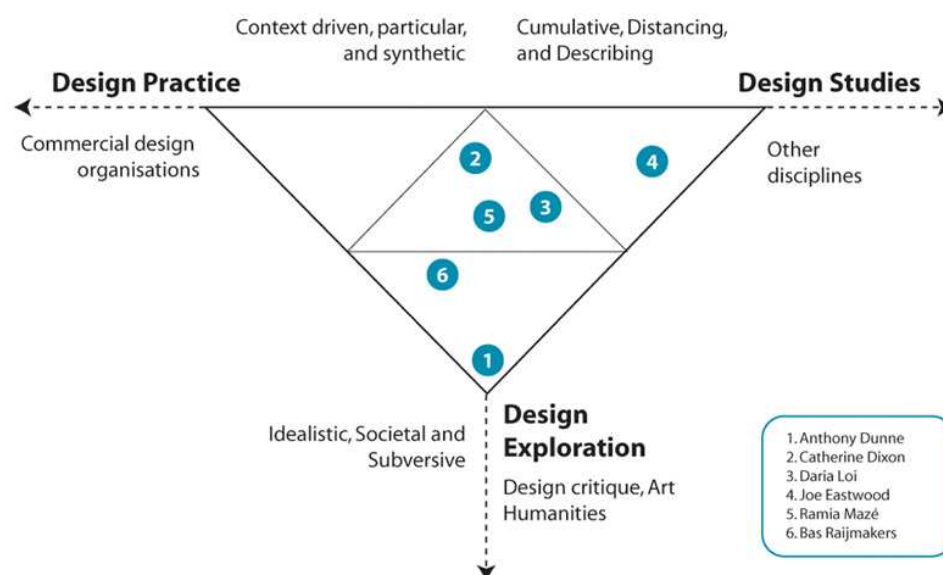 Context driven, particular,
and synthetic
Cumulative, Distancing,
and Describing
Design Practice
Design Studies
Commercial design
organisations
Other
disciplines
2
4
3
5
6
1
Idealistic, Societal and
Subversive
Design
Exploration
Design critique, Art
Humanities
1. Anthony Dunne
2. Catherine Dixon
3. Daria Loi
4. Joe Eastwood
5. Ramia Mazé
6. Bas Raijmakers